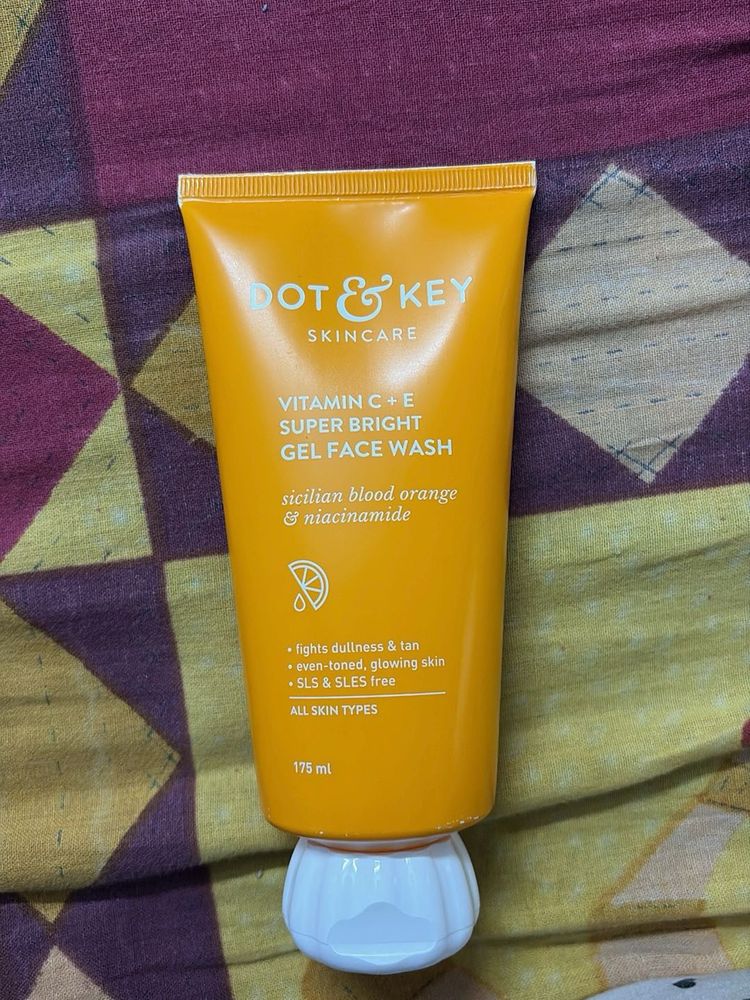 DOT & KEY
SKINCARE
VITAMIN C + E
SUPER BRIGHT
GEL FACE WASH
sicilian blood orange
& niacinamide
• fights dullness & tan
• even-toned, glowing skin
• SLS & SLES free
ALL SKIN TYPES
175 ml